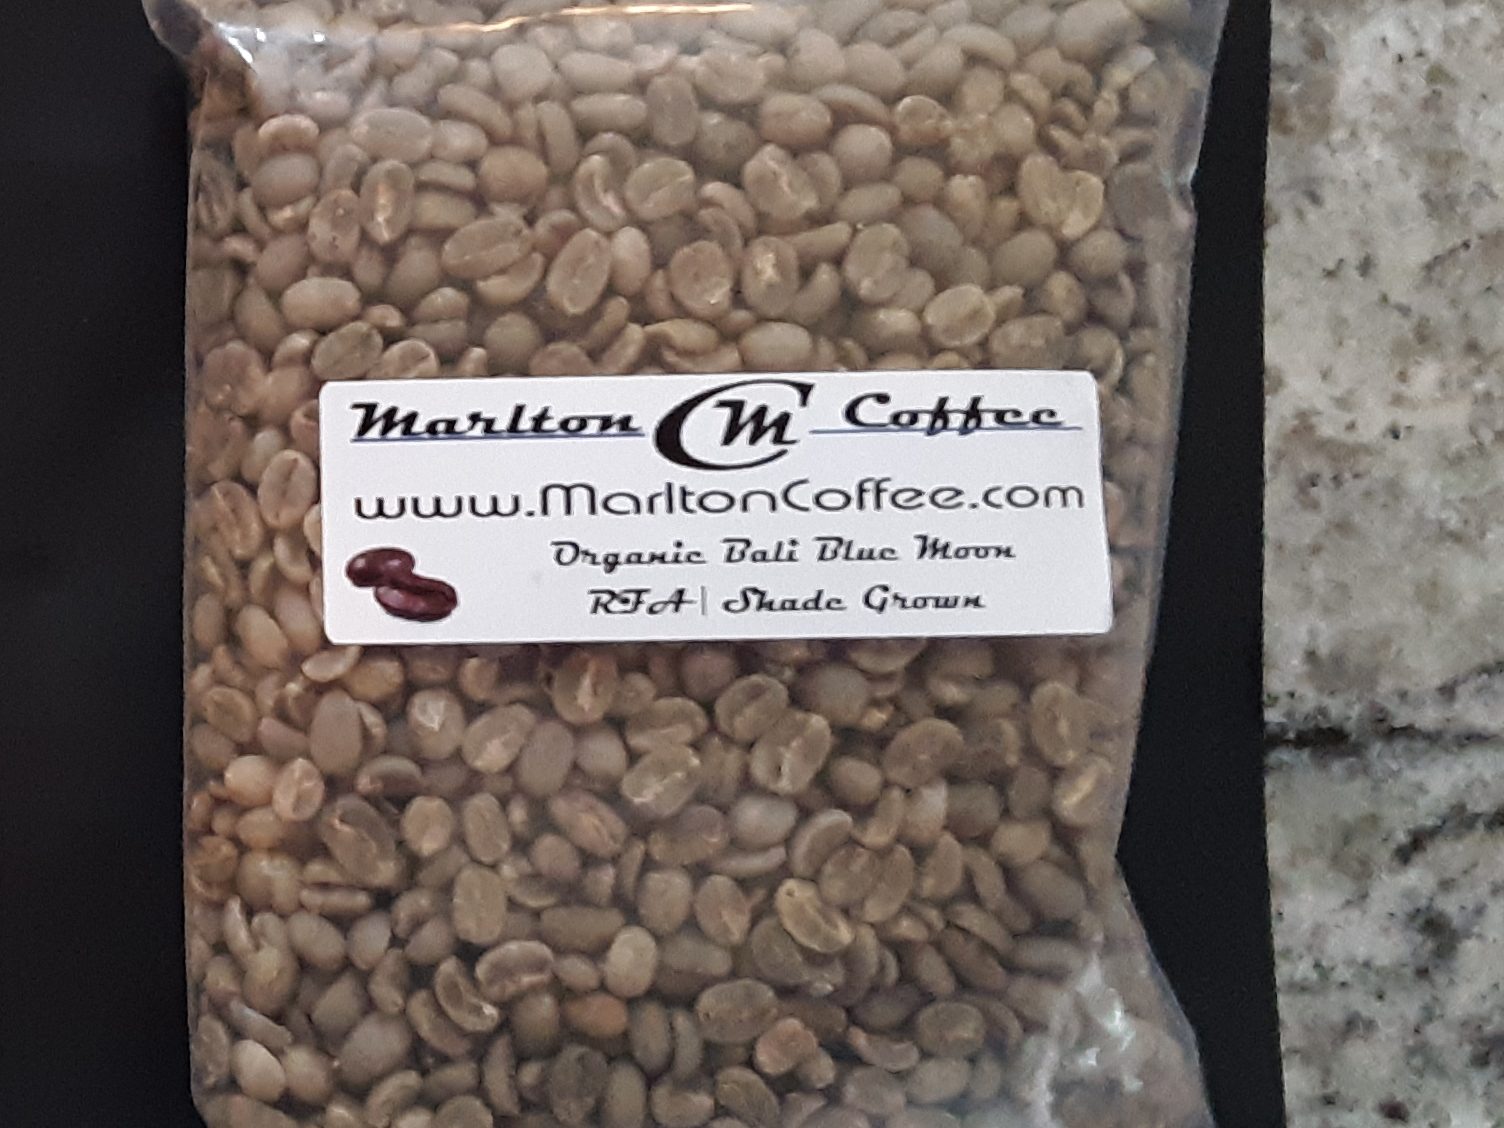 Marlton CM Coffee
www.MarltonCoffee.com
Organic Bali Blue Moon
RFA| Shade Grown